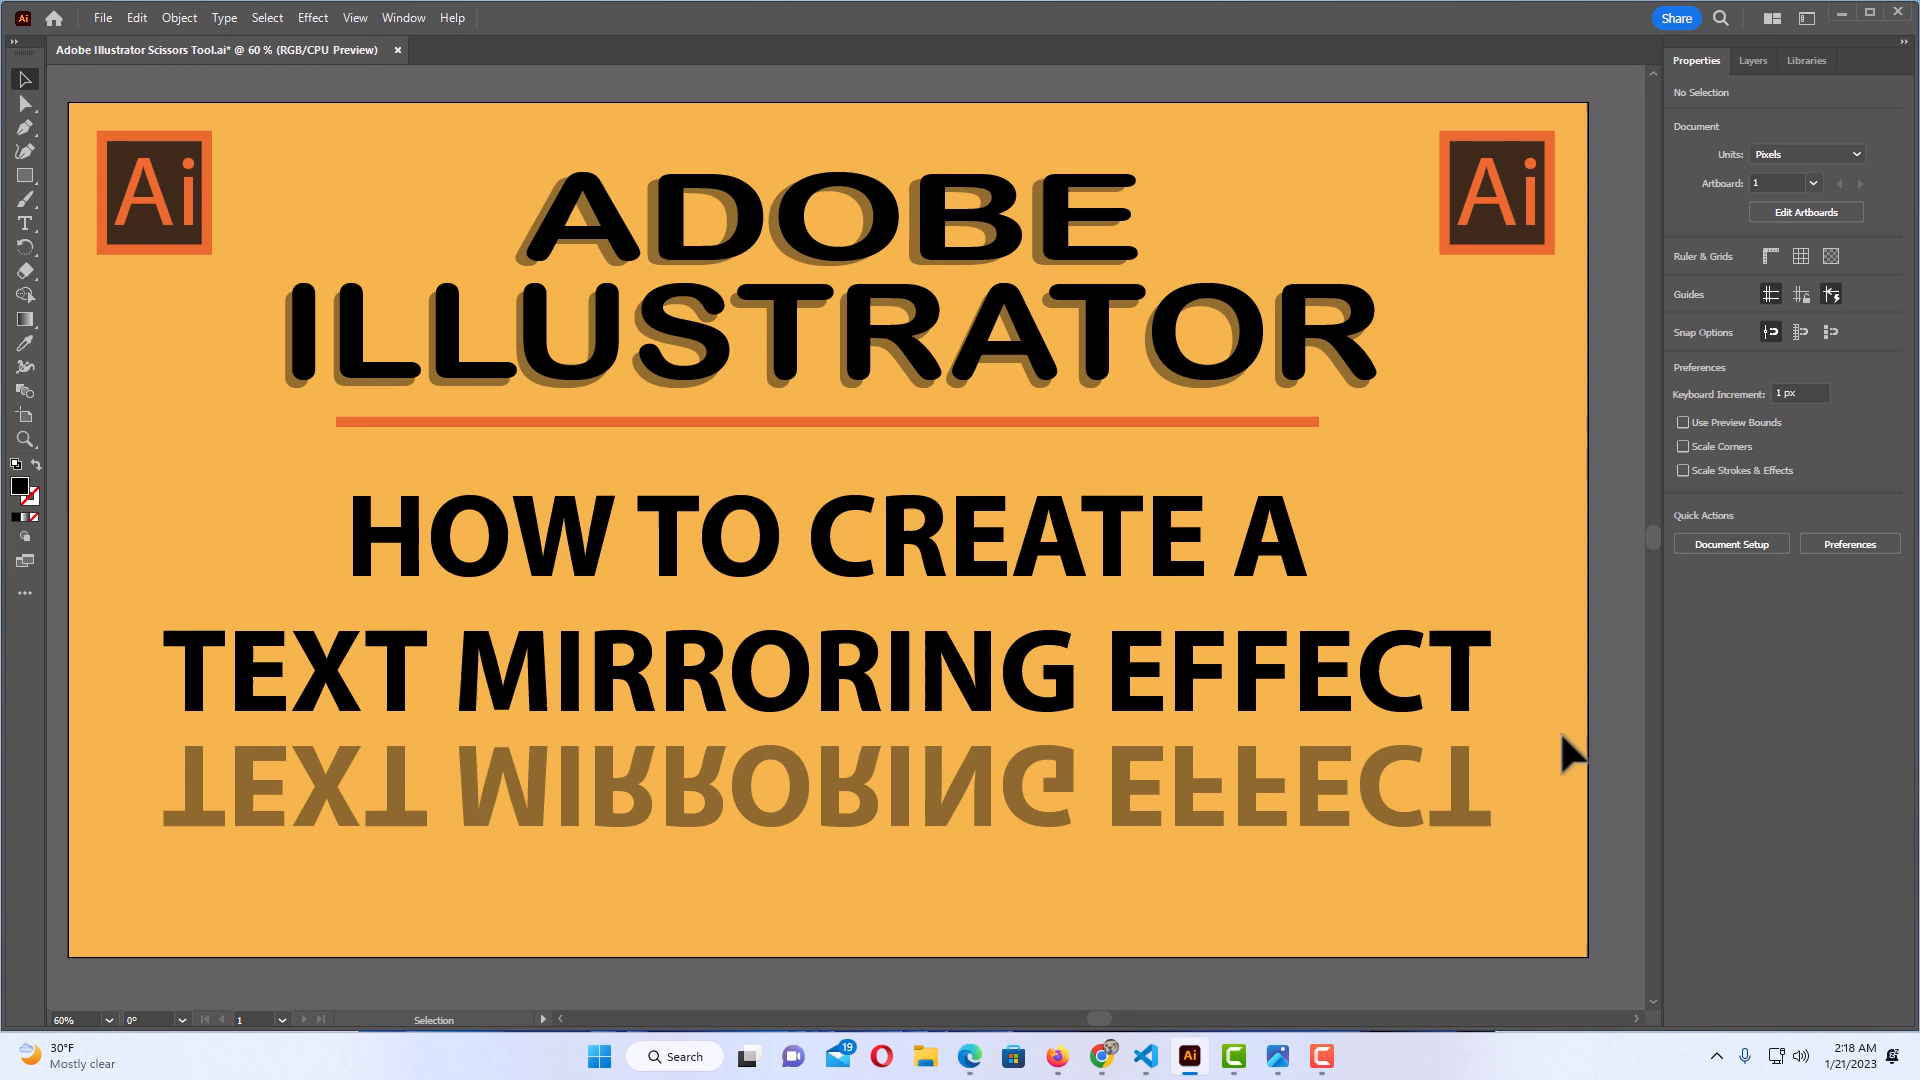 Ai
File Edit Object Type Select Effect View Window Help
Share
Adobe Illustrator Scissors Tool.ai* @ 60 % (RGB/CPU Preview) ×
Ai
Ai
ADOBE
ILLUSTRATOR
HOW TO CREATE A
TEXT MIRRORING EFFECT
TEXT MIRRORING EFFECT
Properties Layers Libraries
No Selection
Document
Units: Pixels
Artboard: 1
Edit Artboards
Ruler & Grids
Guides
Snap Options
Preferences
Keyboard Increment: 1 px
Use Preview Bounds
Scale Corners
Scale Strokes & Effects
Quick Actions
Document Setup Preferences
60% 0° 1 Selection
30°F
Mostly clear
Search
19
Ai
2:18 AM
1/21/2023